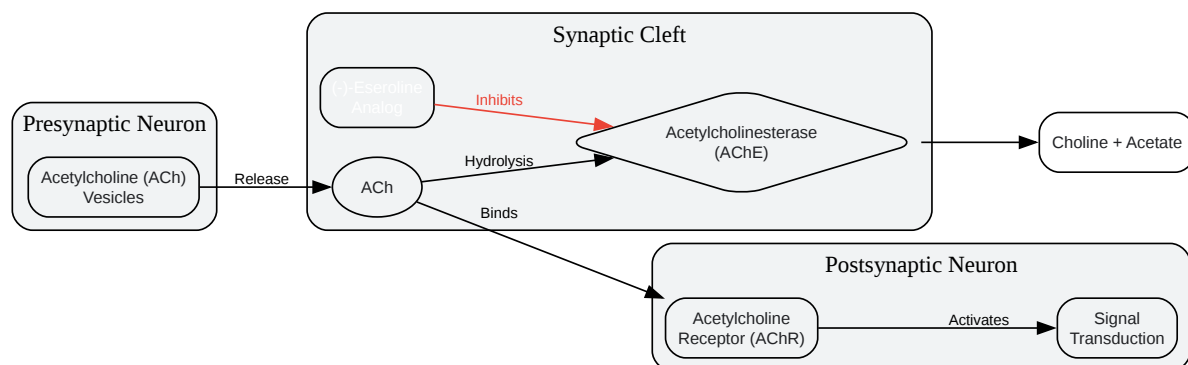 Synaptic Cleft
(-)-Eseroline
Analog
Inhibits
Presynaptic Neuron
Acetylcholine (ACh)
Vesicles
Release
ACh
Hydrolysis
Acetylcholinesterase
(AChE)
Choline + Acetate
Binds
Postsynaptic Neuron
Acetylcholine
Receptor (AChR)
Activates
Signal
Transduction